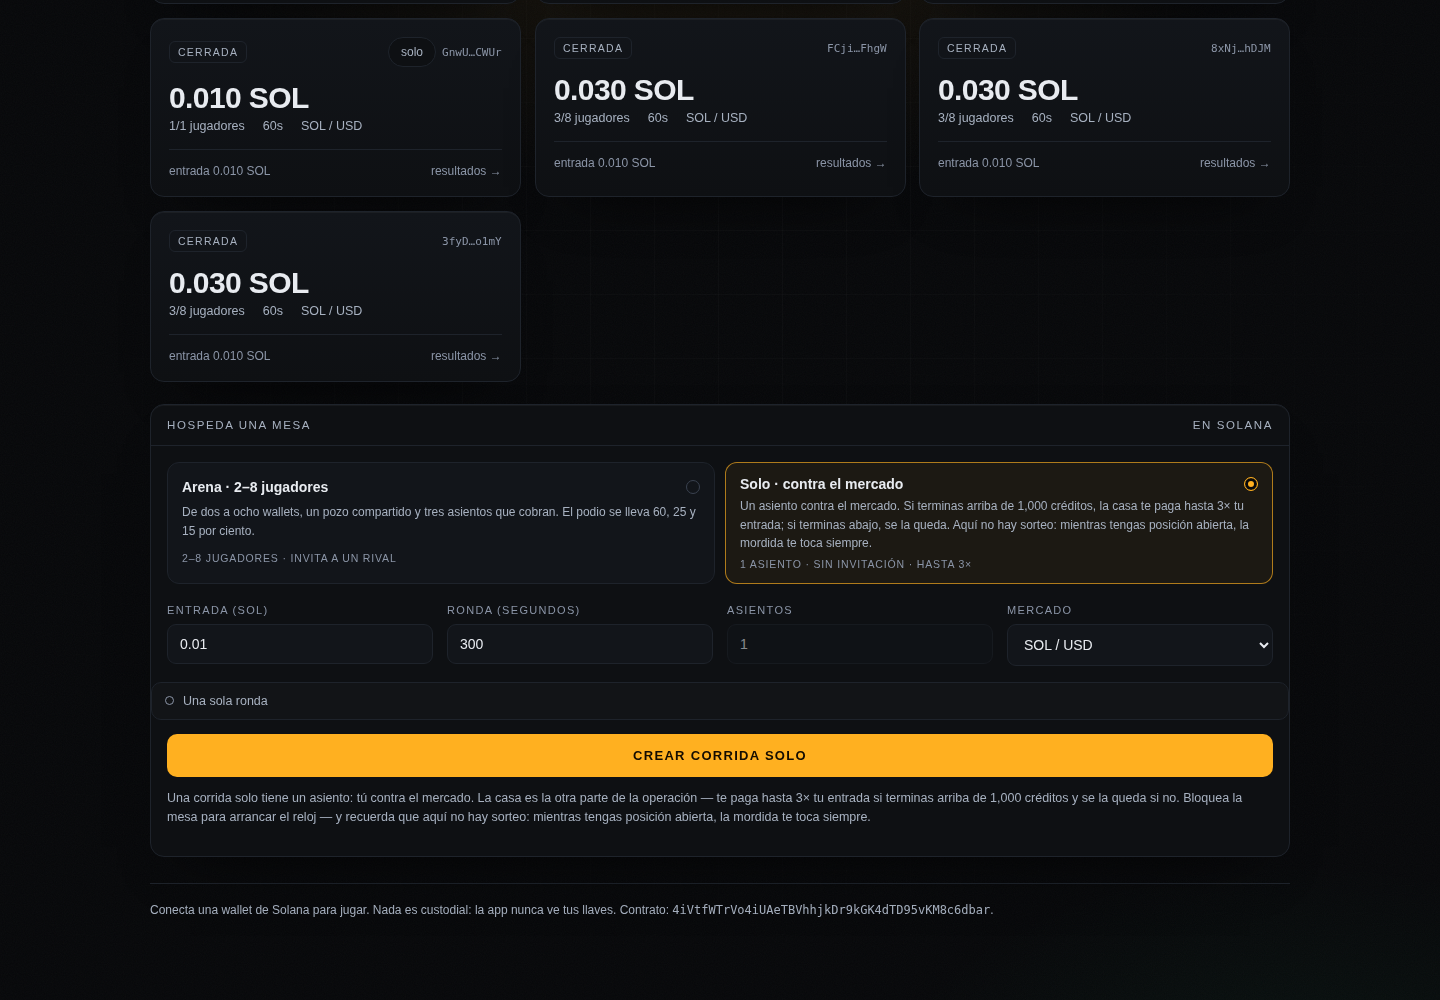 CERRADA solo GnwU…CWUr
0.010 SOL
1/1 jugadores 60s SOL / USD
entrada 0.010 SOL resultados →
CERRADA FCji…FhgW
0.030 SOL
3/8 jugadores 60s SOL / USD
entrada 0.010 SOL resultados →
CERRADA 8xNj…hDJM
0.030 SOL
3/8 jugadores 60s SOL / USD
entrada 0.010 SOL resultados →
CERRADA 3fyD…o1mY
0.030 SOL
3/8 jugadores 60s SOL / USD
entrada 0.010 SOL resultados →
HOSPEDA UNA MESA EN SOLANA
Arena · 2–8 jugadores
De dos a ocho wallets, un pozo compartido y tres asientos que cobran. El podio se lleva 60, 25 y
15 por ciento.
2–8 JUGADORES · INVITA A UN RIVAL
Solo · contra el mercado
Un asiento contra el mercado. Si terminas arriba de 1,000 créditos, la casa te paga hasta 3× tu
entrada; si terminas abajo, se la queda. Aquí no hay sorteo: mientras tengas posición abierta, la
mordida te toca siempre.
1 ASIENTO · SIN INVITACIÓN · HASTA 3×
ENTRADA (SOL) RONDA (SEGUNDOS) ASIENTOS MERCADO
0.01 300 1 SOL / USD
Una sola ronda
CREAR CORRIDA SOLO
Una corrida solo tiene un asiento: tú contra el mercado. La casa es la otra parte de la operación — te paga hasta 3× tu entrada si terminas arriba de 1,000 créditos y se la queda si no. Bloquea la
mesa para arrancar el reloj — y recuerda que aquí no hay sorteo: mientras tengas posición abierta, la mordida te toca siempre.
Conecta una wallet de Solana para jugar. Nada es custodial: la app nunca ve tus llaves. Contrato: 4iVtfWTrVo4iUAeTBVhhjkDr9kGK4dTD95vKM8c6dbar.